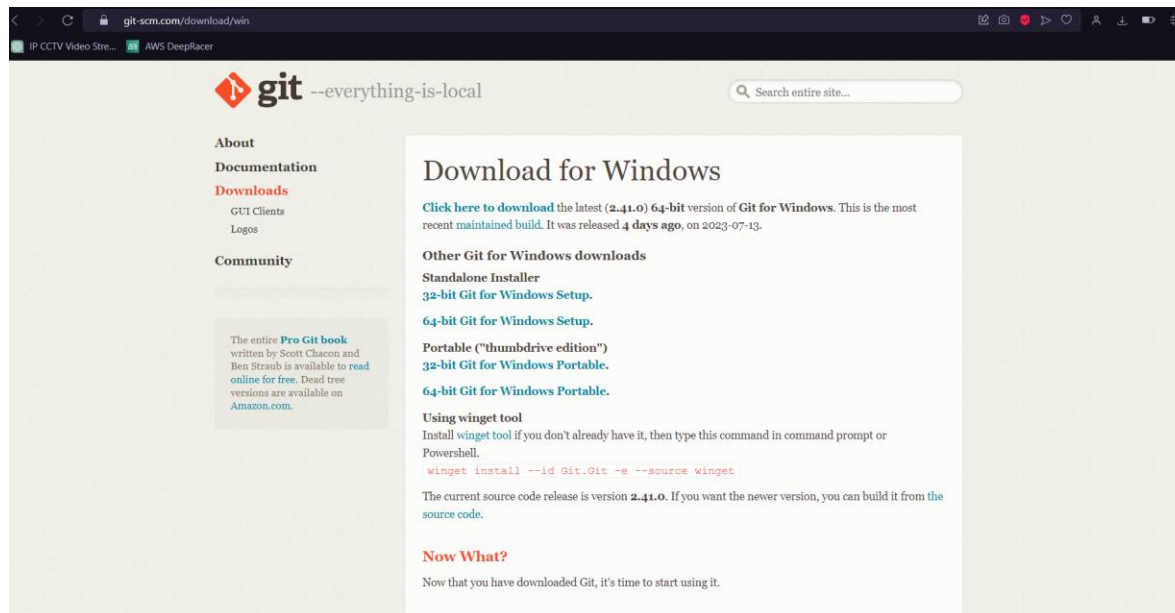 git-scm.com/download/win
IP CCTV Video Stre... AWS DeepRacer
git --everything-is-local
Search entire site...
About
Documentation
Downloads
GUI Clients
Logos
Community
The entire Pro Git book
written by Scott Chacon and
Ben Straub is available to read
online for free. Dead tree
versions are available on
Amazon.com.
Download for Windows
Click here to download the latest (2.41.0) 64-bit version of Git for Windows. This is the most
recent maintained build. It was released 4 days ago, on 2023-07-13.
Other Git for Windows downloads
Standalone Installer
32-bit Git for Windows Setup.
64-bit Git for Windows Setup.
Portable ("thumbdrive edition")
32-bit Git for Windows Portable.
64-bit Git for Windows Portable.
Using winget tool
Install winget tool if you don't already have it, then type this command in command prompt or
Powershell.
winget install --id Git.Git -e --source winget
The current source code release is version 2.41.0. If you want the newer version, you can build it from the
source code.
Now What?
Now that you have downloaded Git, it's time to start using it.